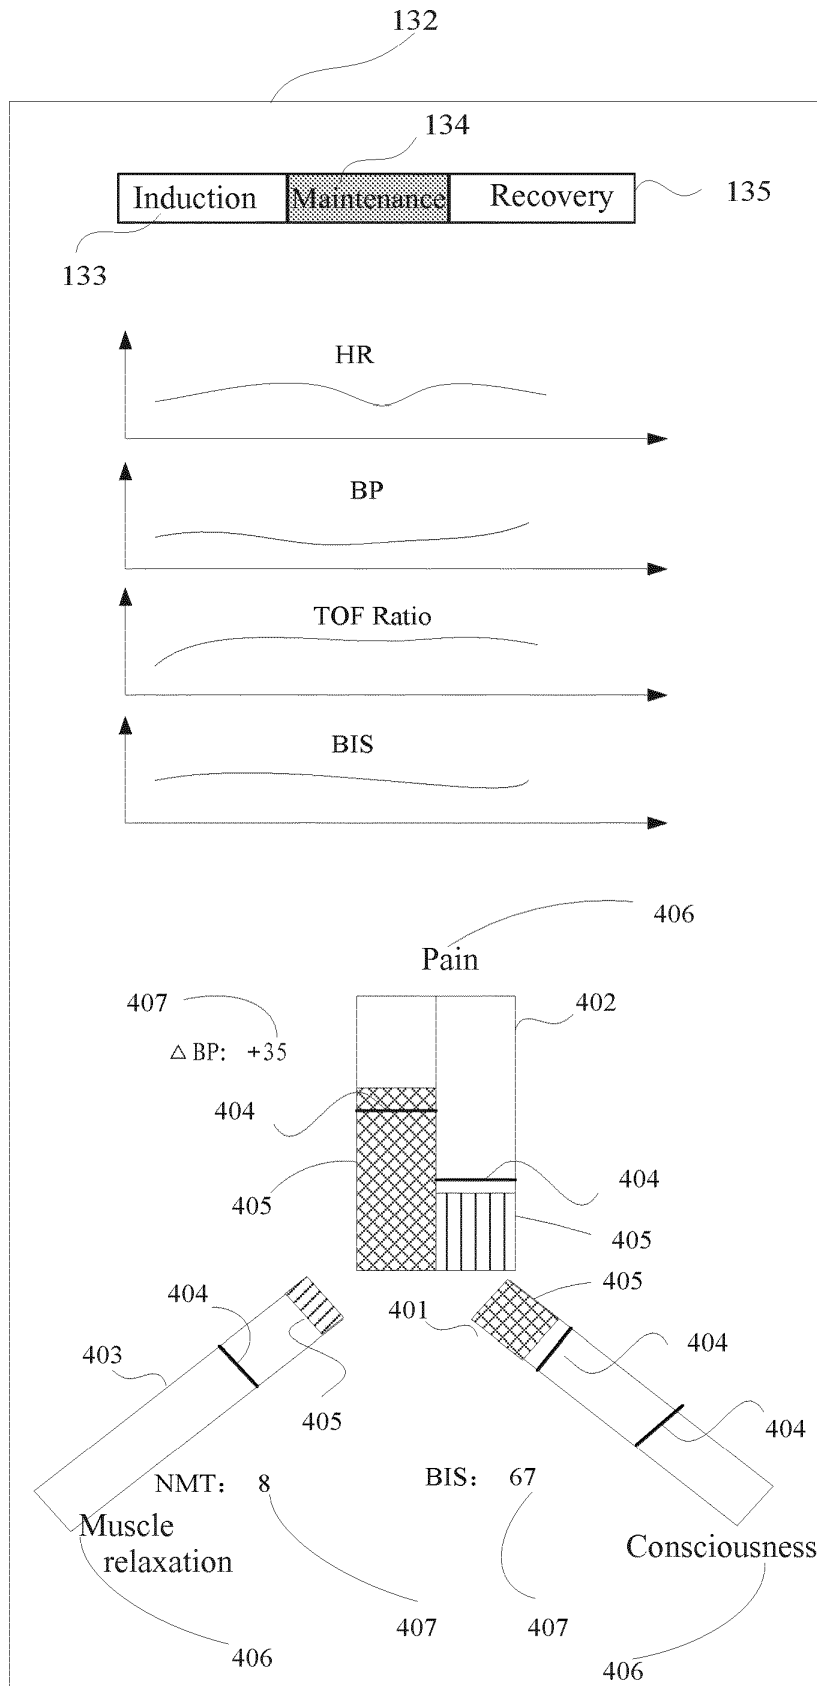 132
134
Induction Maintenance Recovery
135
133
HR
BP
TOF Ratio
BIS
406
Pain
407
402
△ BP: +35
404
404
405
405
405
404
401
404
403
405
404
NMT: 8
BIS: 67
Muscle
relaxation
Consciousness
407
407
406
406